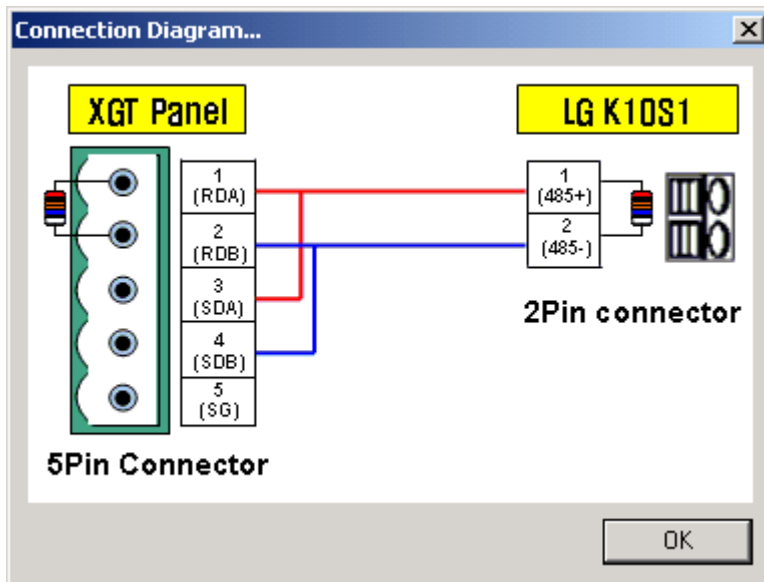 Connection Diagram...
XGT Panel
LG K10S1
1
(RDA)
2
(RDB)
3
(SDA)
4
(SDB)
5
(SG)
1
(485+)
2
(485-)
5Pin Connector
2Pin connector
OK